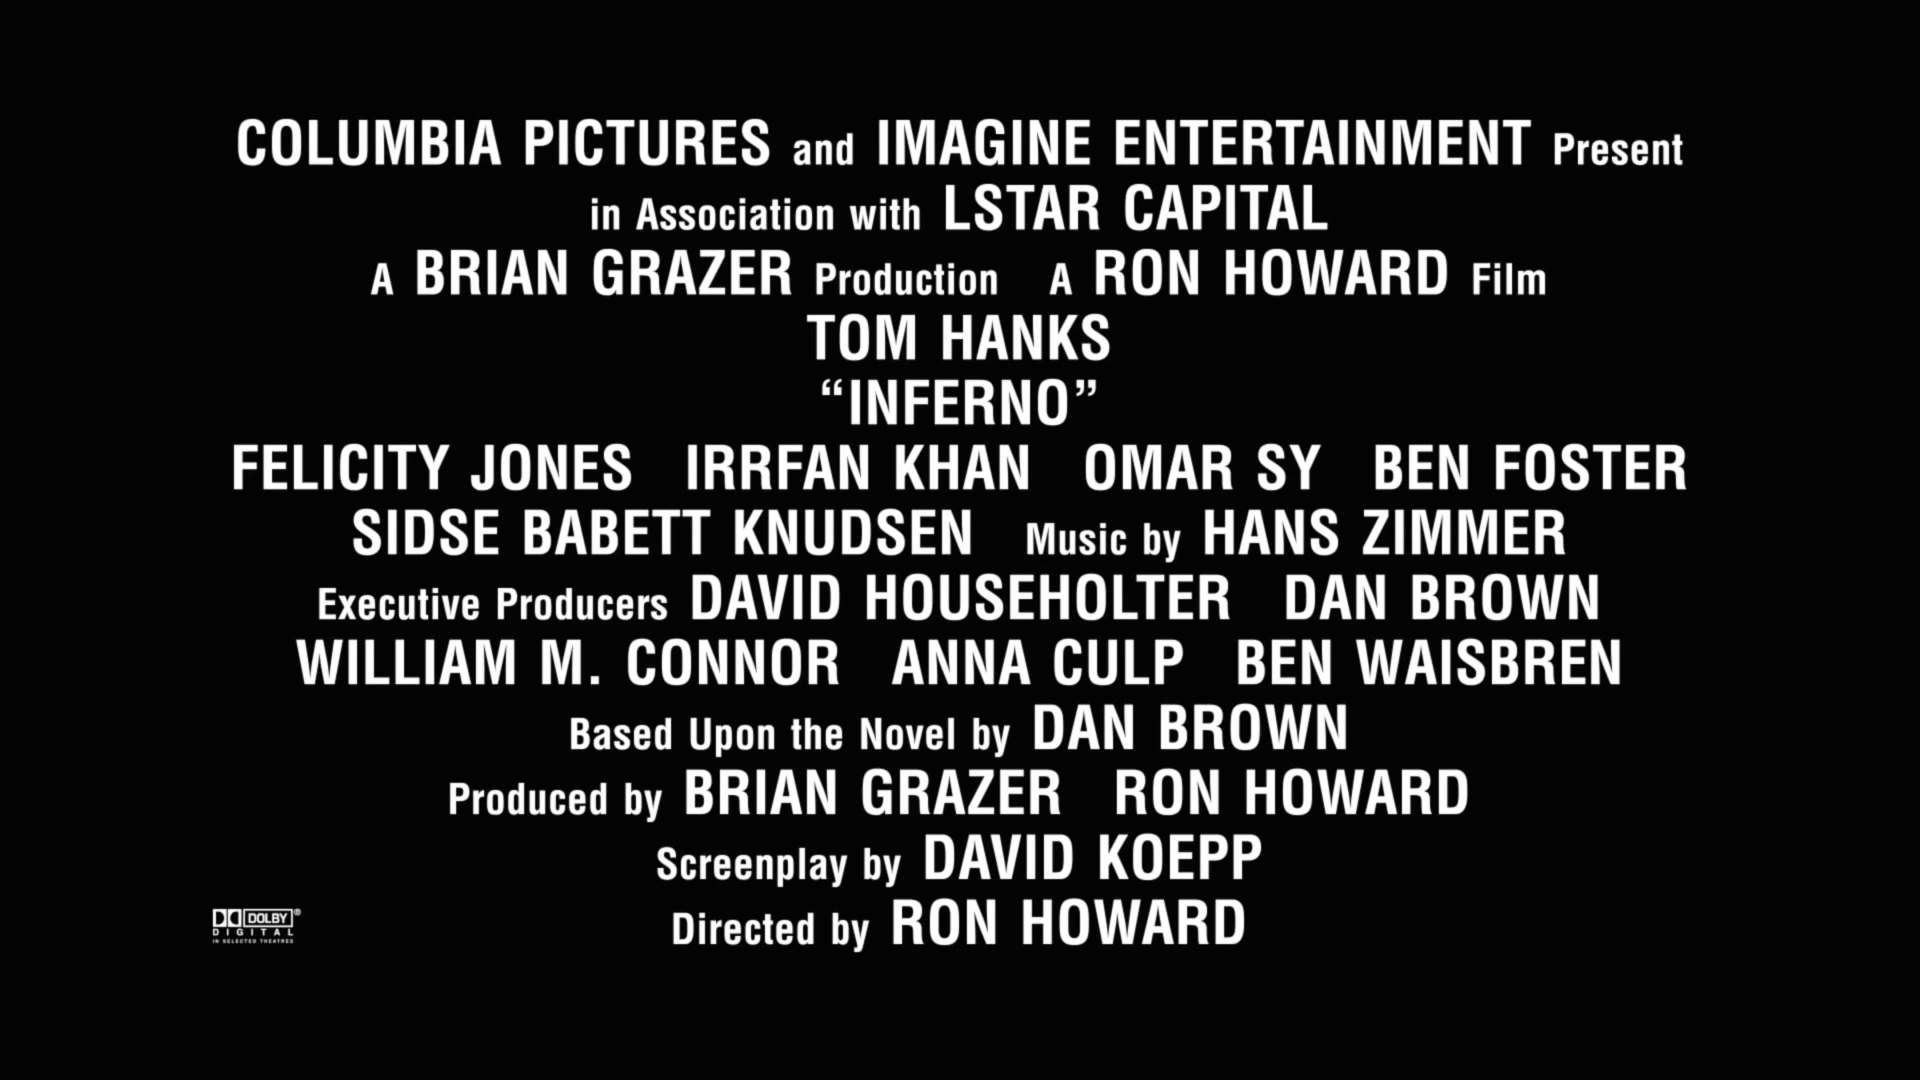 COLUMBIA PICTURES and IMAGINE ENTERTAINMENT Present
in Association with LSTAR CAPITAL
A BRIAN GRAZER Production A RON HOWARD Film
TOM HANKS
“INFERNO”
FELICITY JONES IRRFAN KHAN OMAR SY BEN FOSTER
SIDSE BABETT KNUDSEN Music by HANS ZIMMER
Executive Producers DAVID HOUSEHOLTER DAN BROWN
WILLIAM M. CONNOR ANNA CULP BEN WAISBREN
Based Upon the Novel by DAN BROWN
Produced by BRIAN GRAZER RON HOWARD
Screenplay by DAVID KOEPP
Directed by RON HOWARD
DOLBY®
DIGITAL
IN SELECTED THEATRES